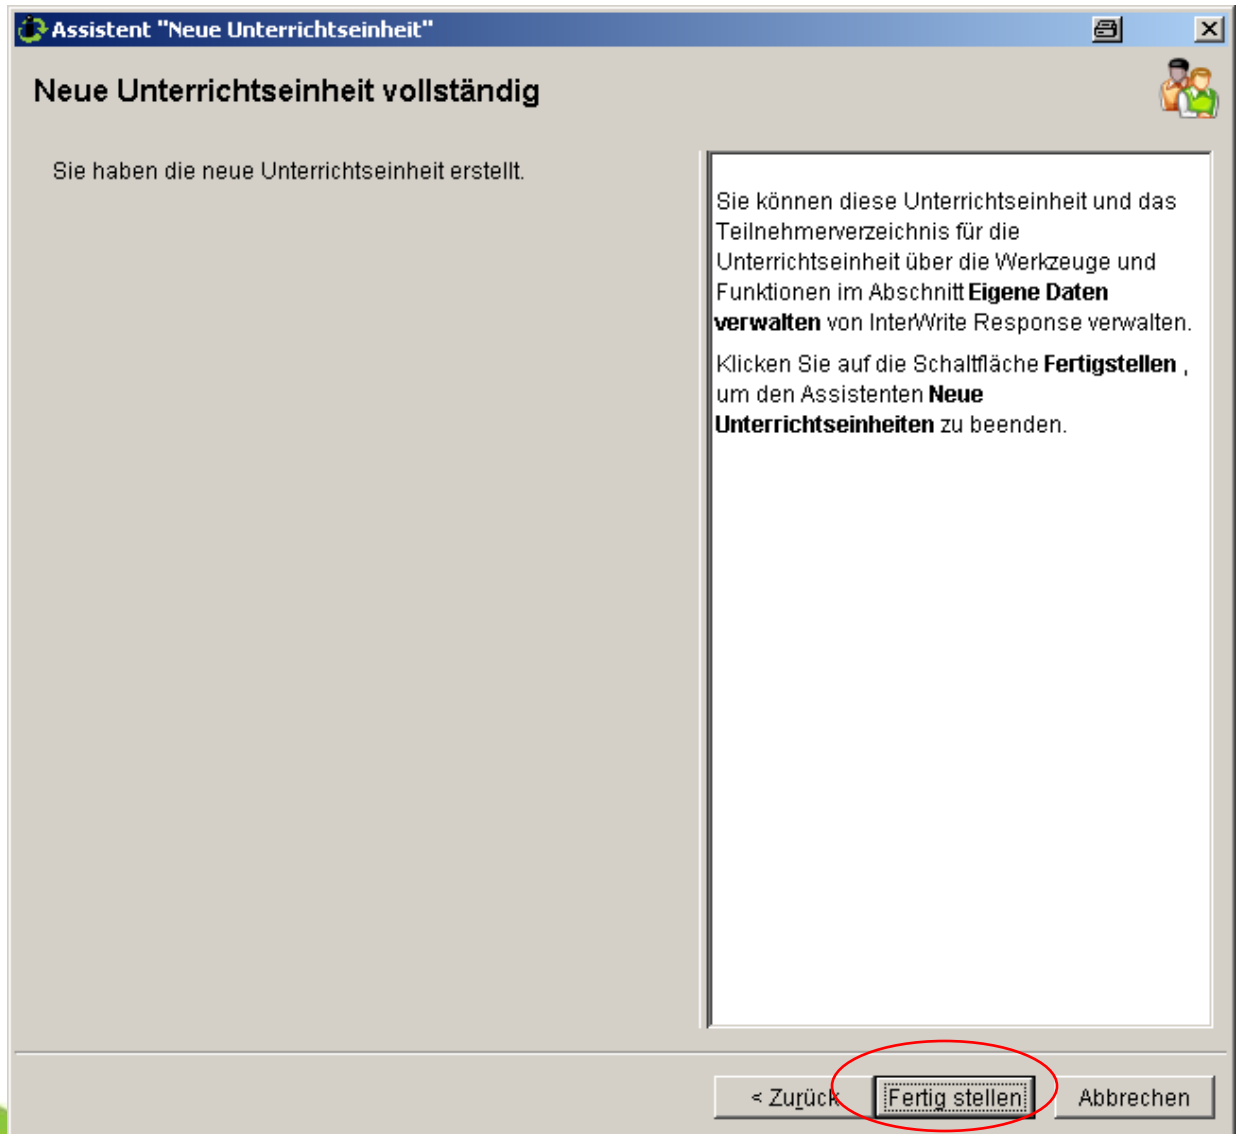 Assistent "Neue Unterrichtseinheit"
Neue Unterrichtseinheit vollständig
Sie haben die neue Unterrichtseinheit erstellt.
Sie können diese Unterrichtseinheit und das
Teilnehmerverzeichnis für die
Unterrichtseinheit über die Werkzeuge und
Funktionen im Abschnitt Eigene Daten
verwalten von InterWrite Response verwalten.
Klicken Sie auf die Schaltfläche Fertigstellen ,
um den Assistenten Neue
Unterrichtseinheiten zu beenden.
< Zurück
Fertig stellen
Abbrechen